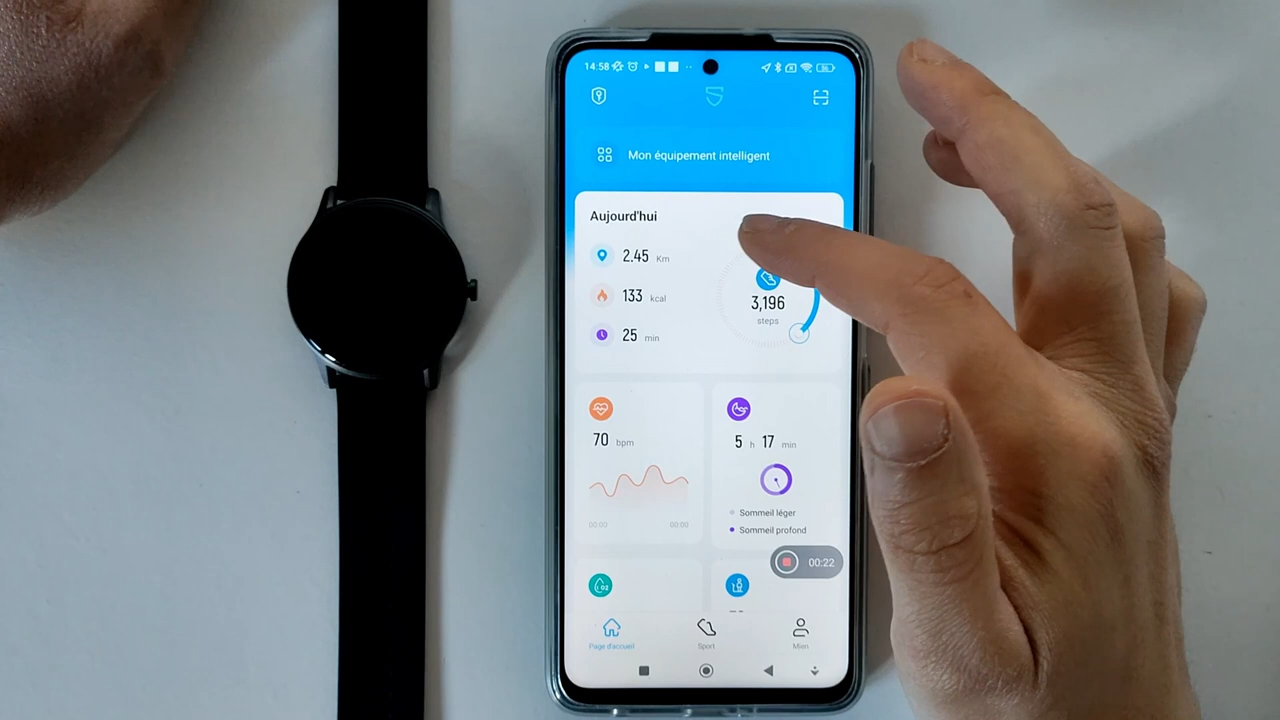 14:58
Mon équipement intelligent
Aujourd'hui
2.45 Km
133 kcal
25 min
3,196
steps
70 bpm
00:00 00:00
5 h 17 min
Sommeil léger
Sommeil profond
00:22
Page d'accueil Sport Mien